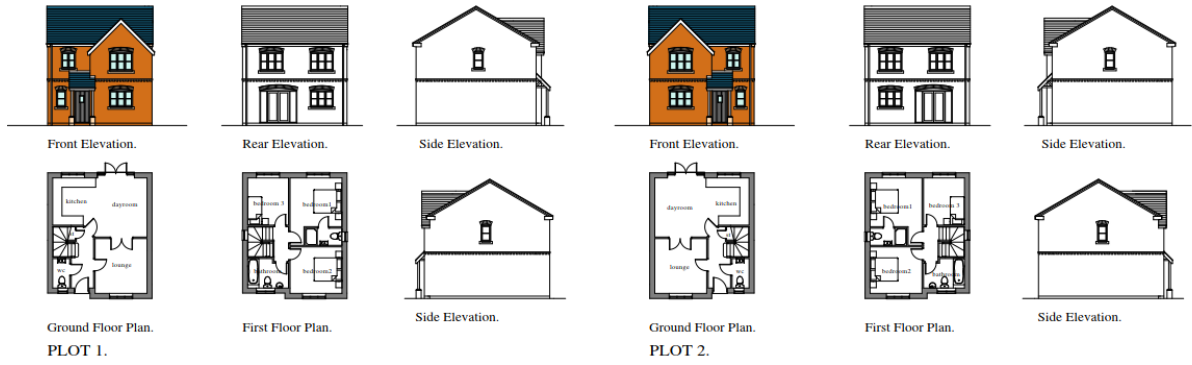 Front Elevation.
Rear Elevation.
Side Elevation.
Front Elevation.
Rear Elevation.
Side Elevation.
kitchen
dayroom
st
wc
lounge
bedroom 3
bedroom1
bathroom
bedroom2
dayroom
kitchen
st
lounge
wc
bedroom1
bedroom 3
bedroom2
bathroom
Ground Floor Plan.
First Floor Plan.
Side Elevation.
Ground Floor Plan.
First Floor Plan.
Side Elevation.
PLOT 1.
PLOT 2.